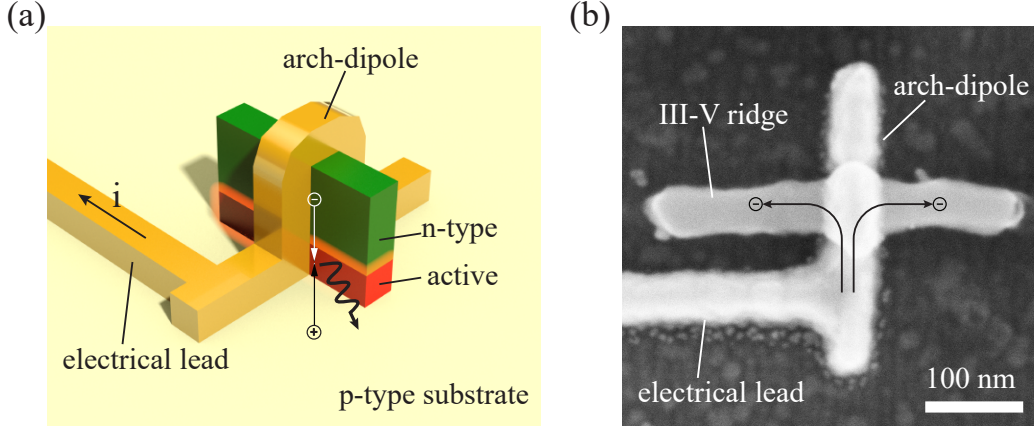 (a)
arch-dipole
i
⊖
n-type
active
⊕
electrical lead
p-type substrate
(b)
arch-dipole
III-V ridge
⊖
⊖
electrical lead
100 nm